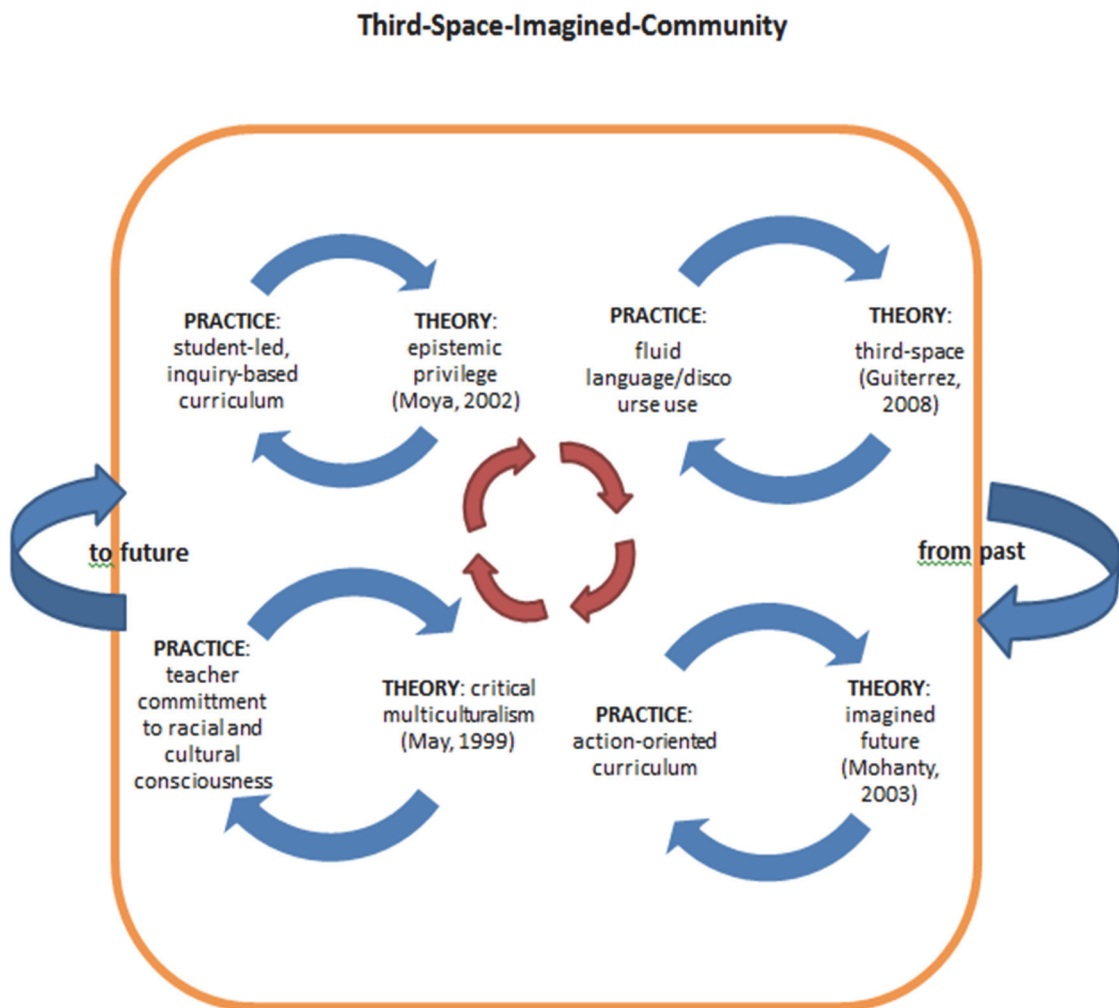 Third-Space-Imagined-Community
PRACTICE:
student-led,
inquiry-based
curriculum
THEORY:
epistemic
privilege
(Moya, 2002)
PRACTICE:
fluid
language/disco
urse use
THEORY:
third-space
(Guiterrez,
2008)
to future
from past
PRACTICE:
teacher
committment
to racial and
cultural
consciousness
THEORY: critical
multiculturalism
(May, 1999)
PRACTICE:
action-oriented
curriculum
THEORY:
imagined
future
(Mohanty,
2003)